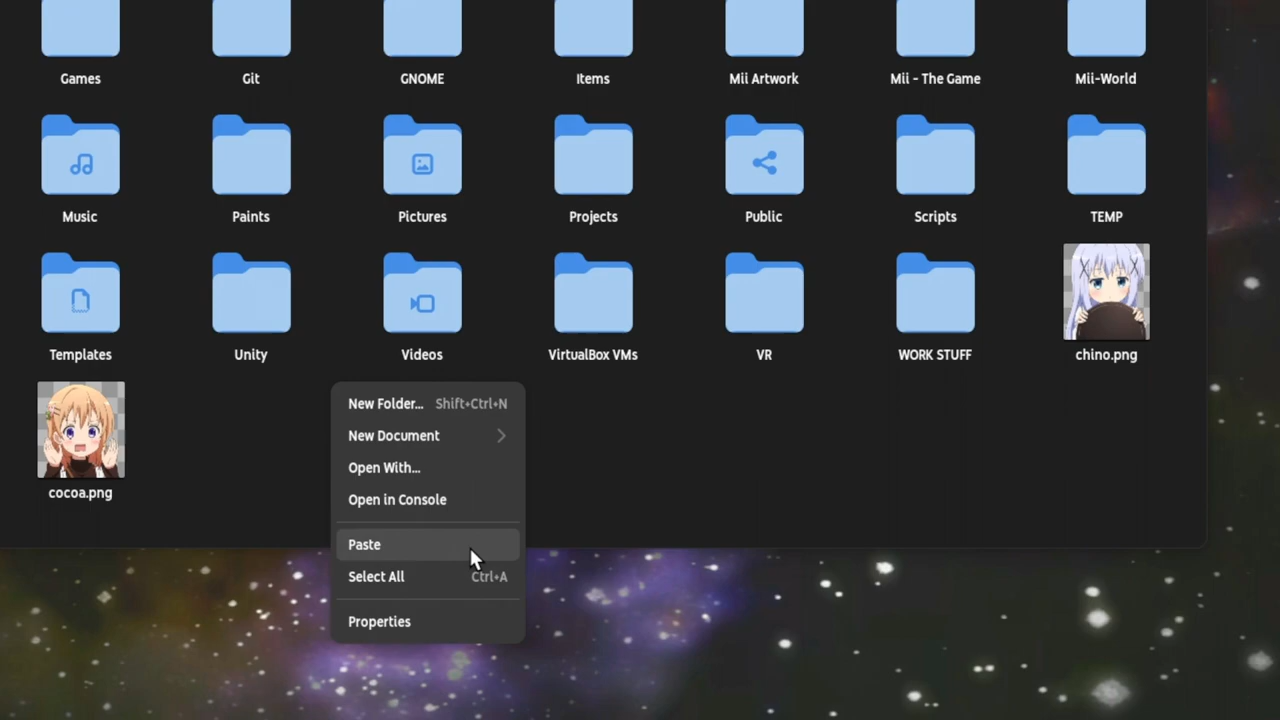 Games
Git
GNOME
Items
Mii Artwork
Mii - The Game
Mii-World
Music
Paints
Pictures
Projects
Public
Scripts
TEMP
Templates
Unity
Videos
VirtualBox VMs
VR
WORK STUFF
chino.png
cocoa.png
New Folder... Shift+Ctrl+N
New Document
Open With...
Open in Console
Paste
Select All Ctrl+A
Properties